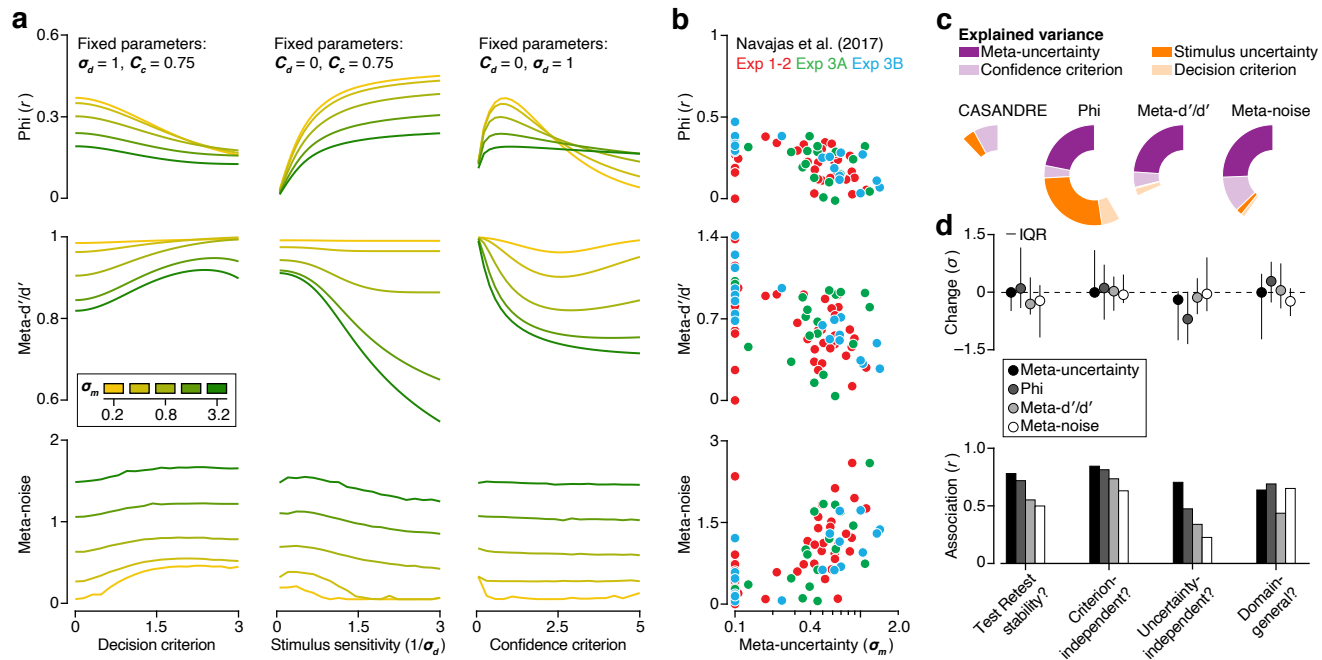 a
Fixed parameters:
σd = 1, Cc = 0.75
Fixed parameters:
Cd = 0, Cc = 0.75
Fixed parameters:
Cd = 0, σd = 1
Phi (r)
0.6
0.3
0
Meta-d′/d′
1
0.8
0.6
σm
0.2
0.8
3.2
Meta-noise
2
1
0
0
1.5
3
Decision criterion
0
1.5
3
Stimulus sensitivity (1/σd)
0
2.5
5
Confidence criterion
b
Navajas et al. (2017)
Exp 1-2 Exp 3A Exp 3B
Phi (r)
1
0.5
0
Meta-d′/d′
1.4
0.7
0
Meta-noise
3
1.5
0
0.1
0.4
1.0
2.0
Meta-uncertainty (σm)
c
Explained variance
Meta-uncertainty
Stimulus uncertainty
Confidence criterion
Decision criterion
CASANDRE
Phi
Meta-d′/d′
Meta-noise
d
Change (σ)
1.5
0
−1.5
IQR
Meta-uncertainty
Phi
Meta-d′/d′
Meta-noise
Association (r)
1.0
0.5
0
Test Retest
stability?
Criterion-
independent?
Uncertainty-
independent?
Domain-
general!?